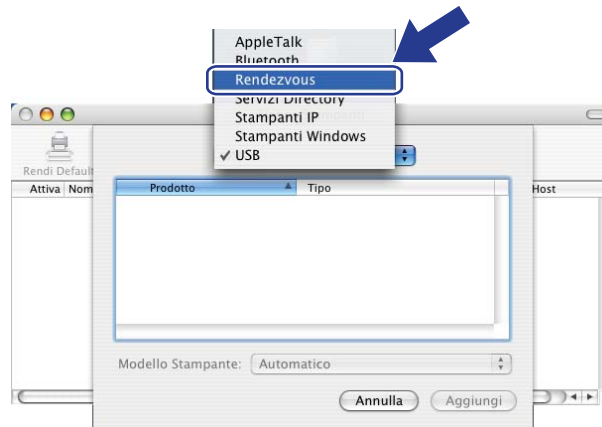 AppleTalk
Bluetooth
Rendezvous
Servizi Directory
Stampanti IP
Stampanti Windows
✓ USB
Rendi Default
Attiva Nom
Prodotto Tipo
Host
Modello Stampante: Automatico
Annulla Aggiungi